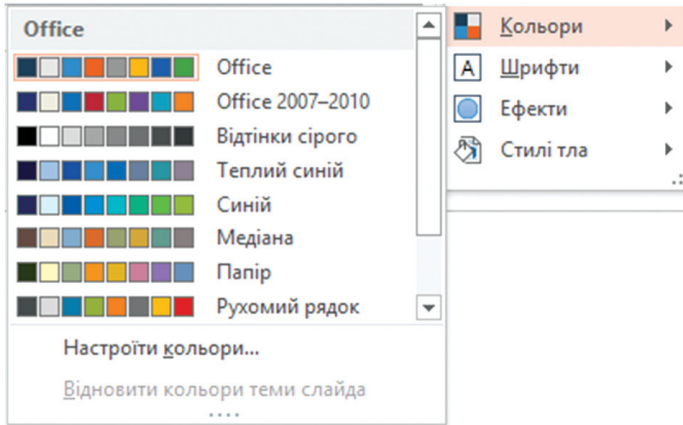 Office
Office
Office 2007–2010
Відтінки сірого
Теплий синій
Синій
Медіана
Папір
Рухомий рядок
Настроїти кольори...
Відновити кольори теми слайда
Кольори
A Шрифти
Ефекти
Стилі тла